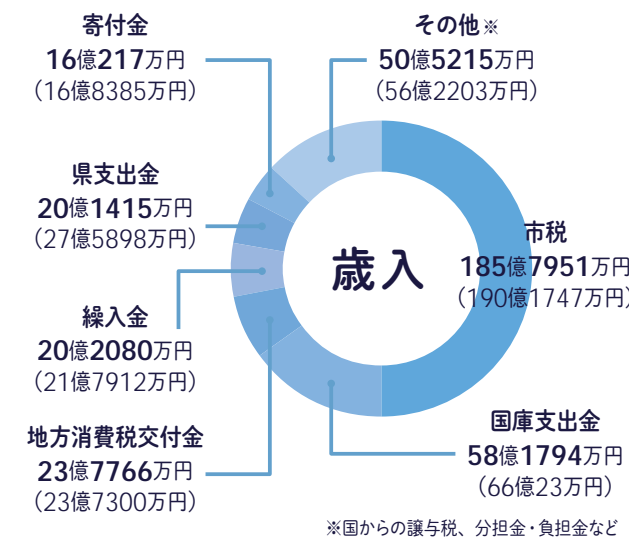 寄付金
16億217万円
（16億8385万円）
その他※
50億5215万円
（56億2203万円）
県支出金
20億1415万円
（27億5898万円）
歳入
市税
185億7951万円
（190億1747万円）
繰入金
20億2080万円
（21億7912万円）
地方消費税交付金
23億7766万円
（23億7300万円）
国庫支出金
58億1794万円
（66億23万円）
※国からの譲与税、分担金・負担金など